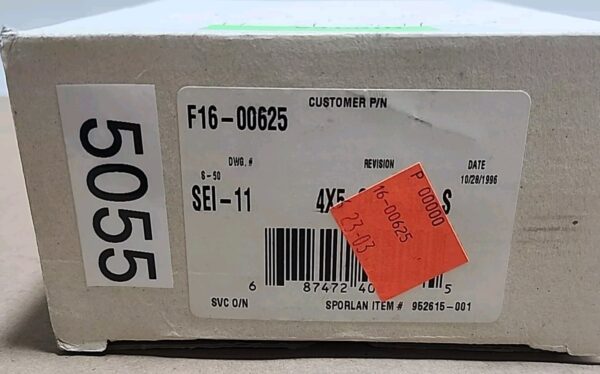 5055
CUSTOMER P/N
F16-00625
DWG. #
REVISION
DATE
S-50
10/28/1996
SEI-11
4X5
S
P 00000
16-00625
23-03
6 87472 40 5
SVC O/N
SPORLAN ITEM # 952615-001